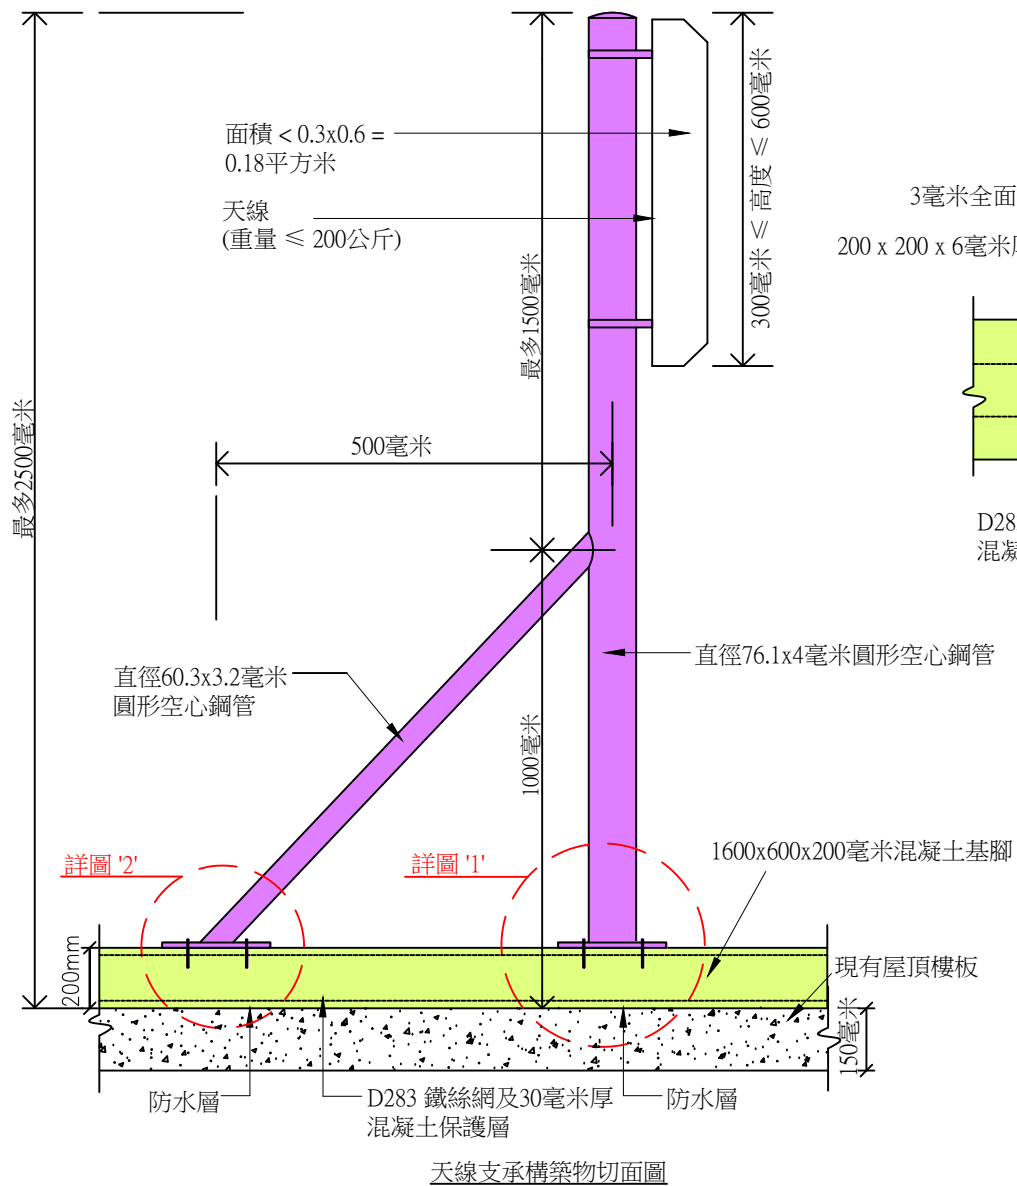 面積 < 0.3x0.6 =
0.18平方米
天線
(重量 ≤ 200公斤)
300毫米 ≤ 高度 ≤ 600毫米
最多1500毫米
最多2500毫米
500毫米
3毫米全面
200 x 200 x 6毫米厚
D28
混凝
直徑60.3x3.2毫米
圓形空心鋼管
直徑76.1x4毫米圓形空心鋼管
1000毫米
詳圖 '2'
詳圖 '1'
1600x600x200毫米混凝土基腳
200mm
現有屋頂樓板
150毫米
防水層
D283 鐵絲網及30毫米厚
混凝土保護層
防水層
天線支承構築物切面圖